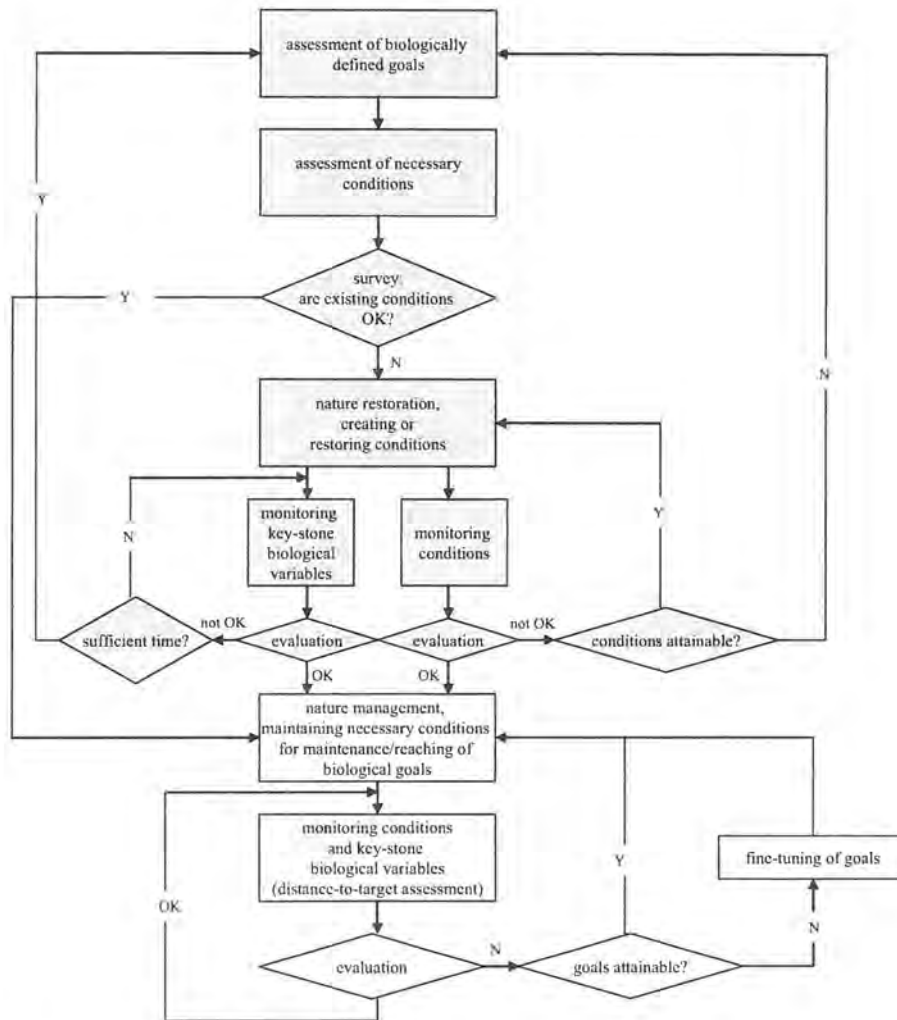 assessment of biologically
defined goals
assessment of necessary
conditions
Y
survey
are existing conditions
OK?
Y
N
N
nature restoration,
creating or
restoring conditions
N
monitoring
key-stone
biological
variables
monitoring
conditions
Y
sufficient time?
not OK
evaluation
evaluation
not OK
conditions attainable?
OK
OK
nature management,
maintaining necessary conditions
for maintenance/reaching of
biological goals
monitoring conditions
and key-stone
biological variables
(distance-to-target assessment)
OK
Y
fine-tuning of goals
evaluation
N
goals attainable?
N